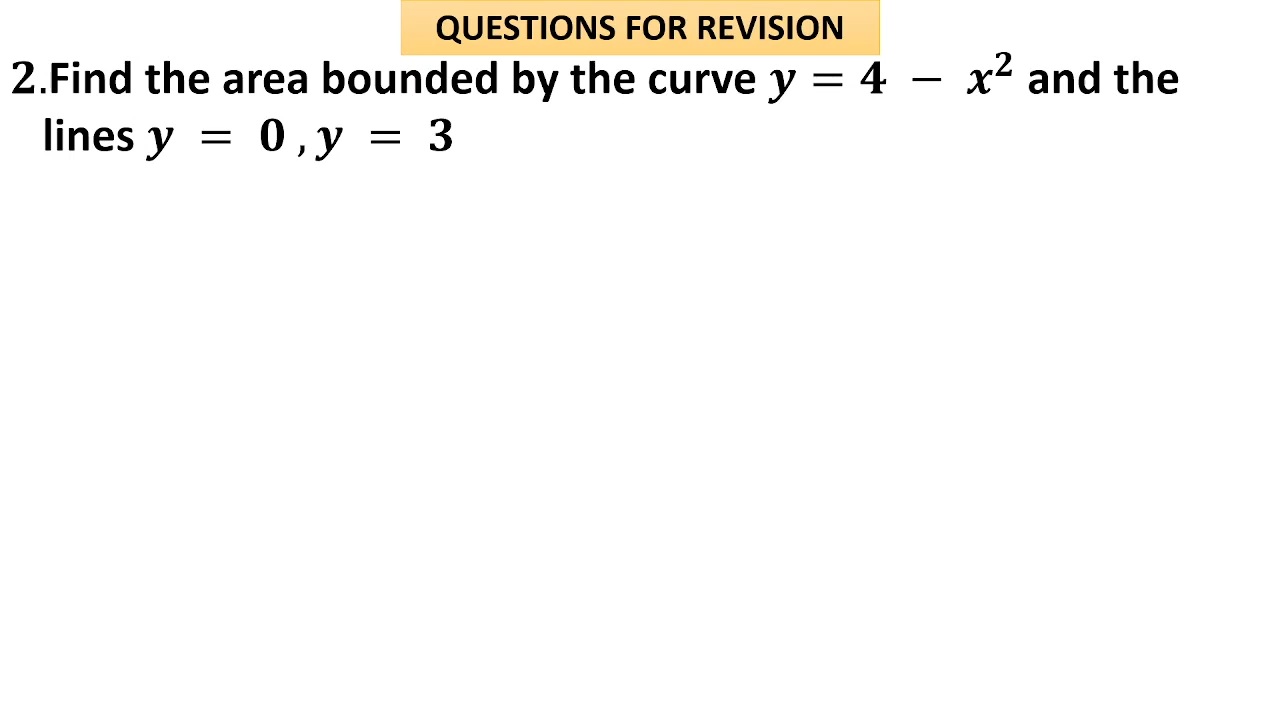 QUESTIONS FOR REVISION
2.Find the area bounded by the curve y = 4 − x² and the
lines y = 0 , y = 3